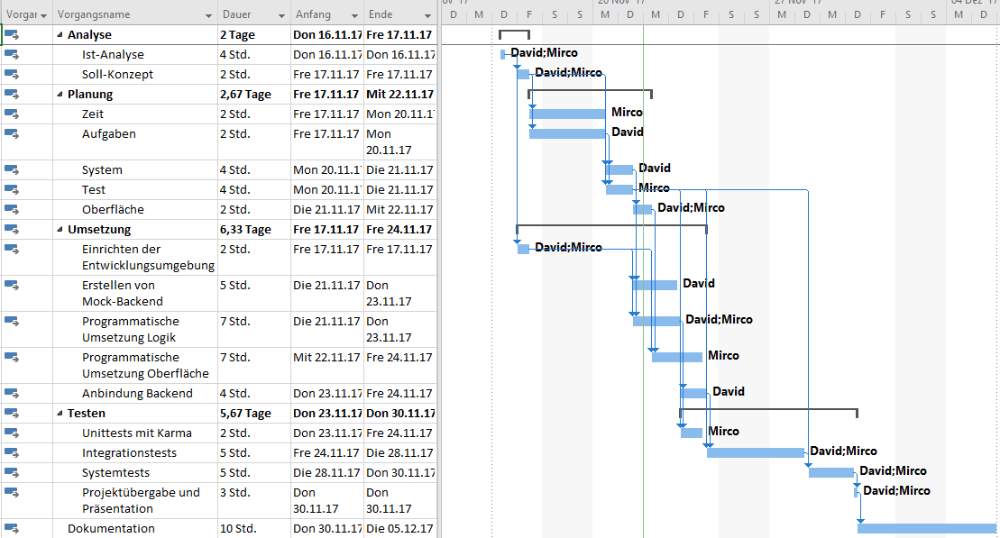 ov '17 20 Nov '17 27 Nov '17 04 Dez '17
Vorgar Vorgangsname Dauer Anfang Ende D M D F S S M D M D F S S M D M D F S S M D
Analyse 2 Tage Don 16.11.17 Fre 17.11.17
Ist-Analyse 4 Std. Don 16.11.17 Don 16.11.17 David;Mirco
Soll-Konzept 2 Std. Fre 17.11.17 Fre 17.11.17 David;Mirco
Planung 2,67 Tage Fre 17.11.17 Mit 22.11.17
Zeit 2 Std. Fre 17.11.17 Mon 20.11.17 Mirco
Aufgaben 2 Std. Fre 17.11.17 Mon David
20.11.17
System 4 Std. Mon 20.11.17 Die 21.11.17 David
Test 4 Std. Mon 20.11.17 Die 21.11.17 Mirco
Oberfläche 2 Std. Die 21.11.17 Mit 22.11.17 David;Mirco
Umsetzung 6,33 Tage Fre 17.11.17 Fre 24.11.17
Einrichten der 2 Std. Fre 17.11.17 Fre 17.11.17 David;Mirco
Entwicklungsumgebung
Erstellen von 5 Std. Die 21.11.17 Don David
Mock-Backend 23.11.17
Programmatische 7 Std. Die 21.11.17 Don David;Mirco
Umsetzung Logik 23.11.17
Programmatische 7 Std. Mit 22.11.17 Fre 24.11.17 Mirco
Umsetzung Oberfläche
Anbindung Backend 4 Std. Don 23.11.17 Fre 24.11.17 David
Testen 5,67 Tage Don 23.11.17 Don 30.11.17
Unittests mit Karma 2 Std. Don 23.11.17 Fre 24.11.17 Mirco
Integrationstests 5 Std. Fre 24.11.17 Die 28.11.17 David;Mirco
Systemtests 5 Std. Die 28.11.17 Don 30.11.17 David;Mirco
Projektübergabe und 3 Std. Don Don David;Mirco
Präsentation 30.11.17 30.11.17
Dokumentation 10 Std. Don 30.11.17 Die 05.12.17